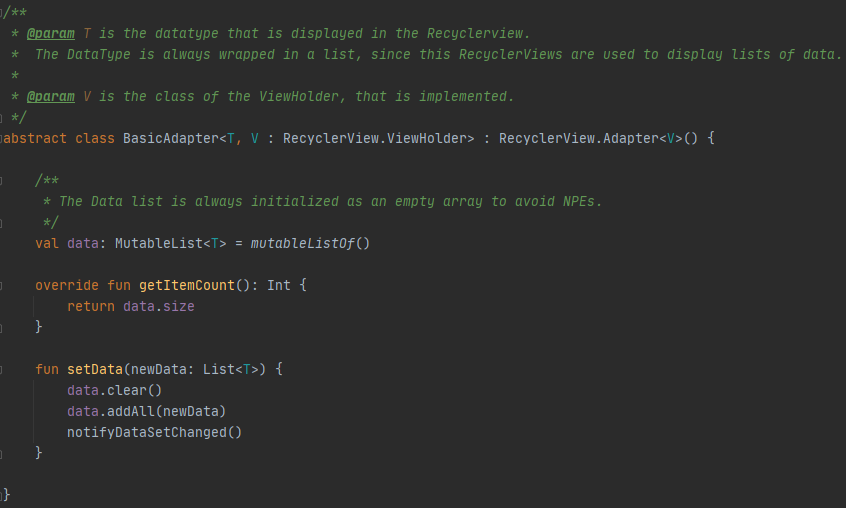 /**
 * @param T is the datatype that is displayed in the Recyclerview.
 *  The DataType is always wrapped in a list, since this RecyclerViews are used to display lists of data.
 *
 * @param V is the class of the ViewHolder, that is implemented.
 */
abstract class BasicAdapter<T, V : RecyclerView.ViewHolder> : RecyclerView.Adapter<V>() {
    /**
     * The Data list is always initialized as an empty array to avoid NPEs.
     */
    val data: MutableList<T> = mutableListOf()
    override fun getItemCount(): Int {
        return data.size
    }
    fun setData(newData: List<T>) {
        data.clear()
        data.addAll(newData)
        notifyDataSetChanged()
    }
}